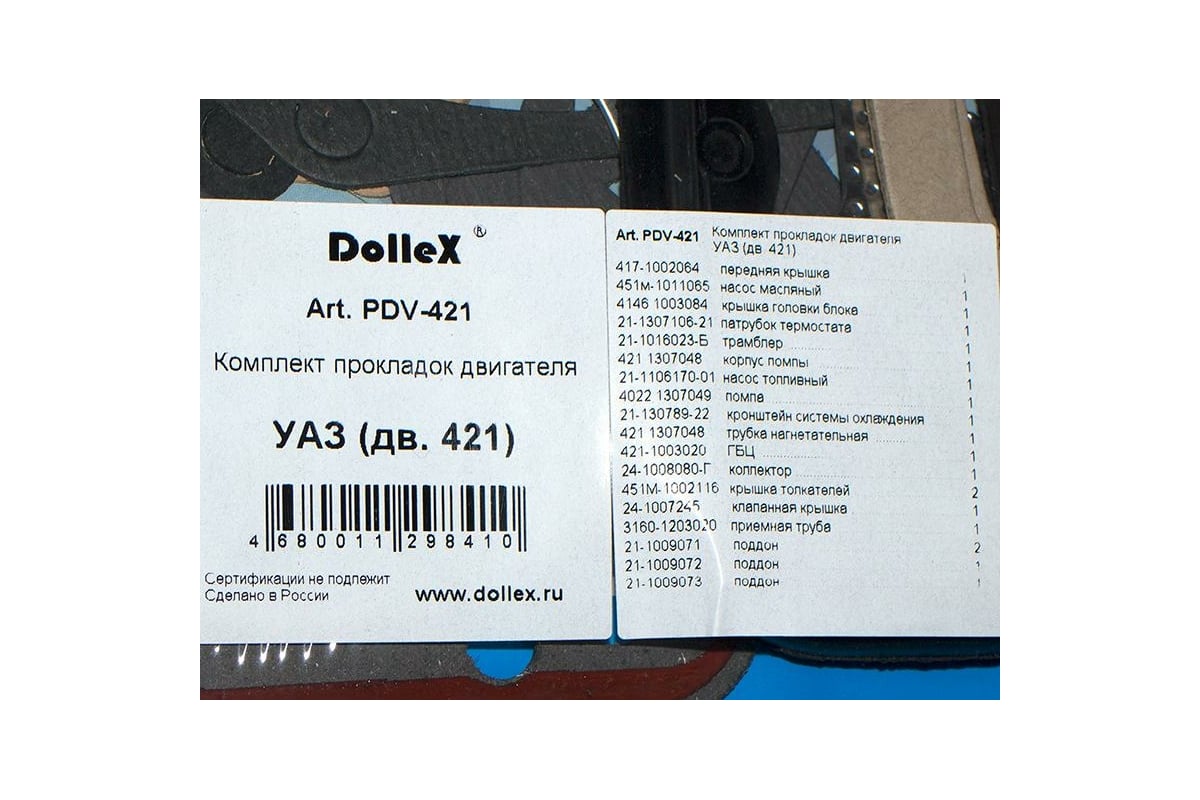 DolleX ®
Art. PDV-421
Комплект прокладок двигателя
УАЗ (дв. 421)
4 680011 298410
Сертификации не подлежит
Сделано в России
www.dollex.ru
Art. PDV-421 Комплект прокладок двигателя
УАЗ (дв. 421)
417-1002064 передняя крышка 1
451м-1011065 насос масляный 1
4146 1003084 крышка головки блока 1
21-1307106-21 патрубок термостата 1
21-1016023-Б трамблер 1
421 1307048 корпус помпы 1
21-1106170-01 насос топливный 1
4022 1307049 помпа 1
21-130789-22 кронштейн системы охлаждения 1
421 1307048 трубка нагнетательная 1
421-1003020 ГБЦ 1
24-1008080-Г коллектор 1
451М-1002116 крышка толкателей 2
24-1007245 клапанная крышка 1
3160-1203020 приемная труба 1
21-1009071 поддон 2
21-1009072 поддон 1
21-1009073 поддон 1